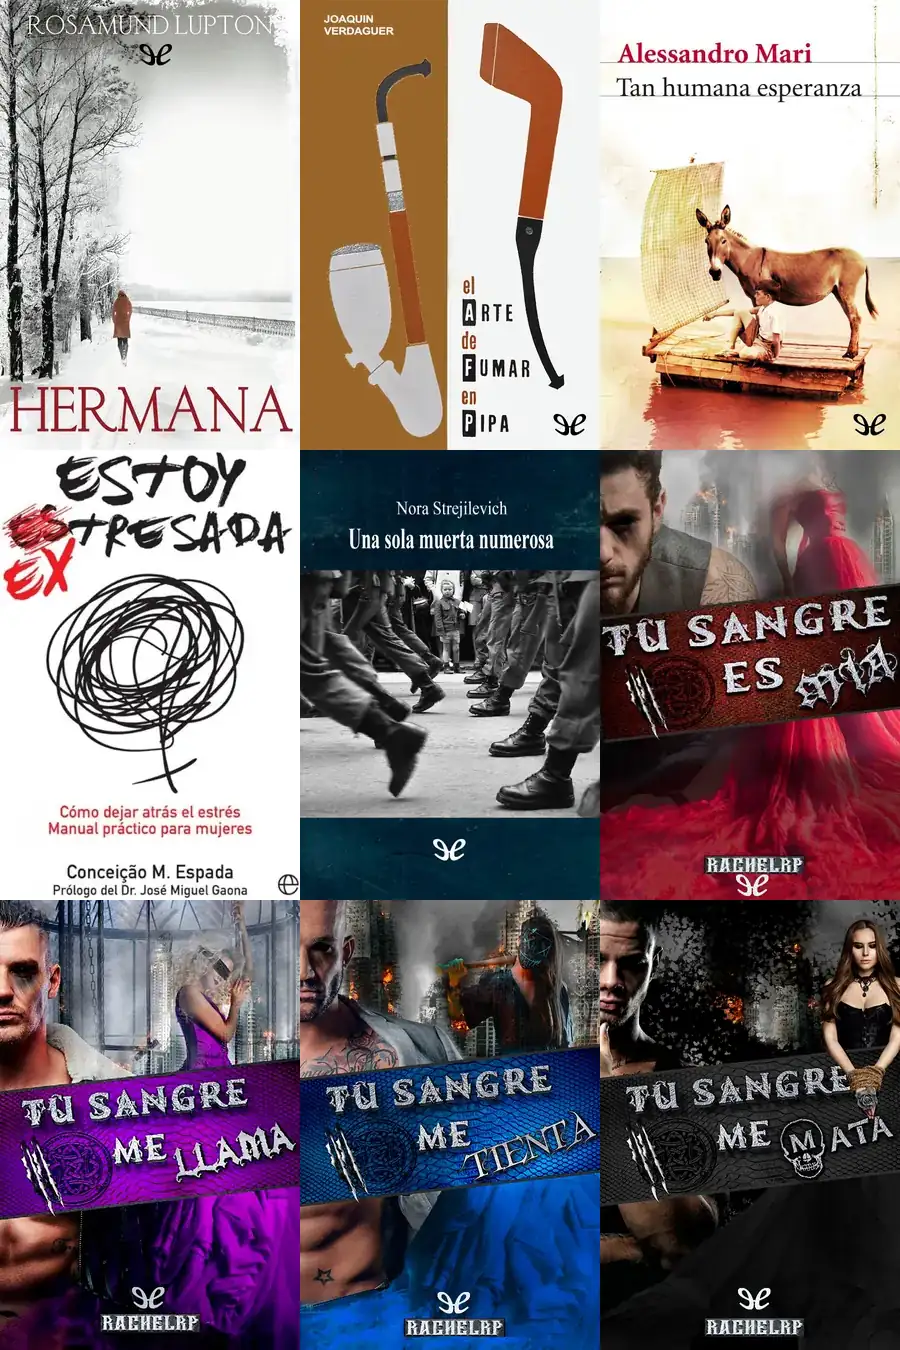 ROSAMUND LUPTON
HERMANA
JOAQUIN
VERDAGUER
el
ARTE
de
FUMAR
en
PIPA
Alessandro Mari
Tan humana esperanza
ESTOY
ESTRESADA
EX
Cómo dejar atrás el estrés
Manual práctico para mujeres
Conceição M. Espada
Prólogo del Dr. José Miguel Gaona
Nora Strejilevich
Una sola muerta numerosa
TU SANGRE
ES MIA
RACHELRP
TU SANGRE
ME LLAMA
RACHELRP
TU SANGRE
ME TIENTA
RACHELRP
TU SANGRE
ME MATA
RACHELRP